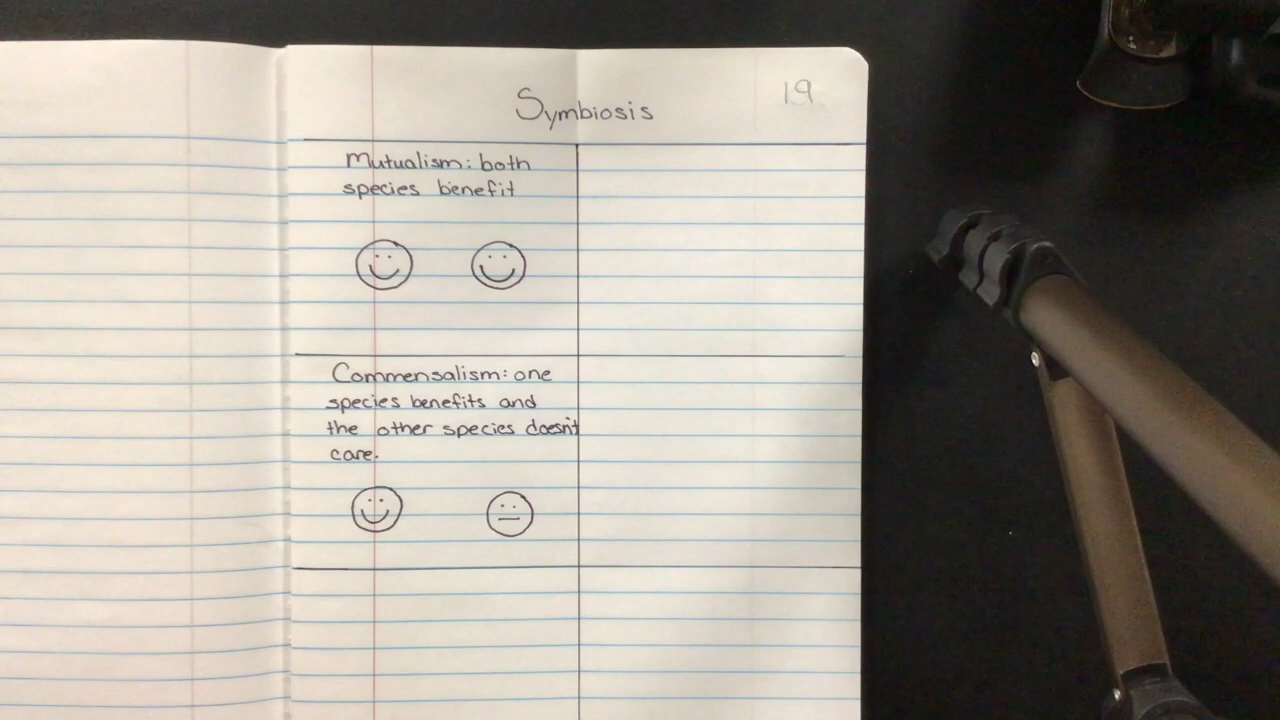 Symbiosis
19
Mutualism: both
species benefit
Commensalism: one
species benefits and
the other species doesn't
care.